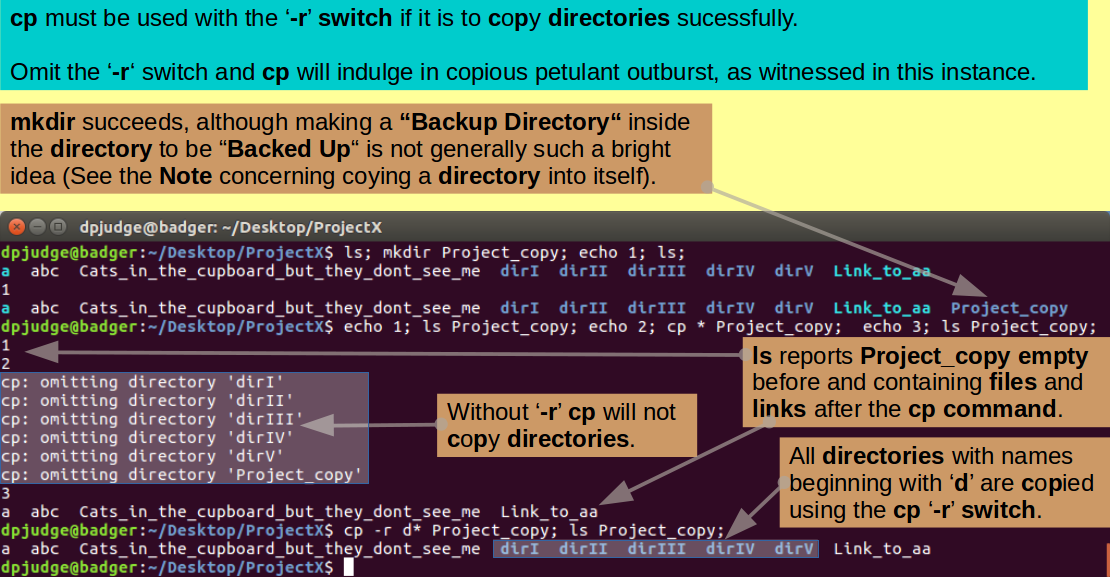 cp must be used with the ‘-r’ switch if it is to copy directories sucessfully.
Omit the ‘-r‘ switch and cp will indulge in copious petulant outburst, as witnessed in this instance.
mkdir succeeds, although making a “Backup Directory“ inside
the directory to be “Backed Up“ is not generally such a bright
idea (See the Note concerning coying a directory into itself).
dpjudge@badger: ~/Desktop/ProjectX
dpjudge@badger:~/Desktop/ProjectX$ ls; mkdir Project_copy; echo 1; ls;
a abc Cats_in_the_cupboard_but_they_dont_see_me dirI dirII dirIII dirIV dirV Link_to_aa
1
a abc Cats_in_the_cupboard_but_they_dont_see_me dirI dirII dirIII dirIV dirV Link_to_aa Project_copy
dpjudge@badger:~/Desktop/ProjectX$ echo 1; ls Project_copy; echo 2; cp * Project_copy; echo 3; ls Project_copy;
1
2
ls reports Project_copy empty
before and containing files and
links after the cp command.
cp: omitting directory 'dirI'
cp: omitting directory 'dirII'
cp: omitting directory 'dirIII'
cp: omitting directory 'dirIV'
cp: omitting directory 'dirV'
cp: omitting directory 'Project_copy'
Without ‘-r’ cp will not
copy directories.
All directories with names
beginning with ‘d’ are copied
using the cp ‘-r’ switch.
3
a abc Cats_in_the_cupboard_but_they_dont_see_me Link_to_aa
dpjudge@badger:~/Desktop/ProjectX$ cp -r d* Project_copy; ls Project_copy;
a abc Cats_in_the_cupboard_but_they_dont_see_me dirI dirII dirIII dirIV dirV Link_to_aa
dpjudge@badger:~/Desktop/ProjectX$